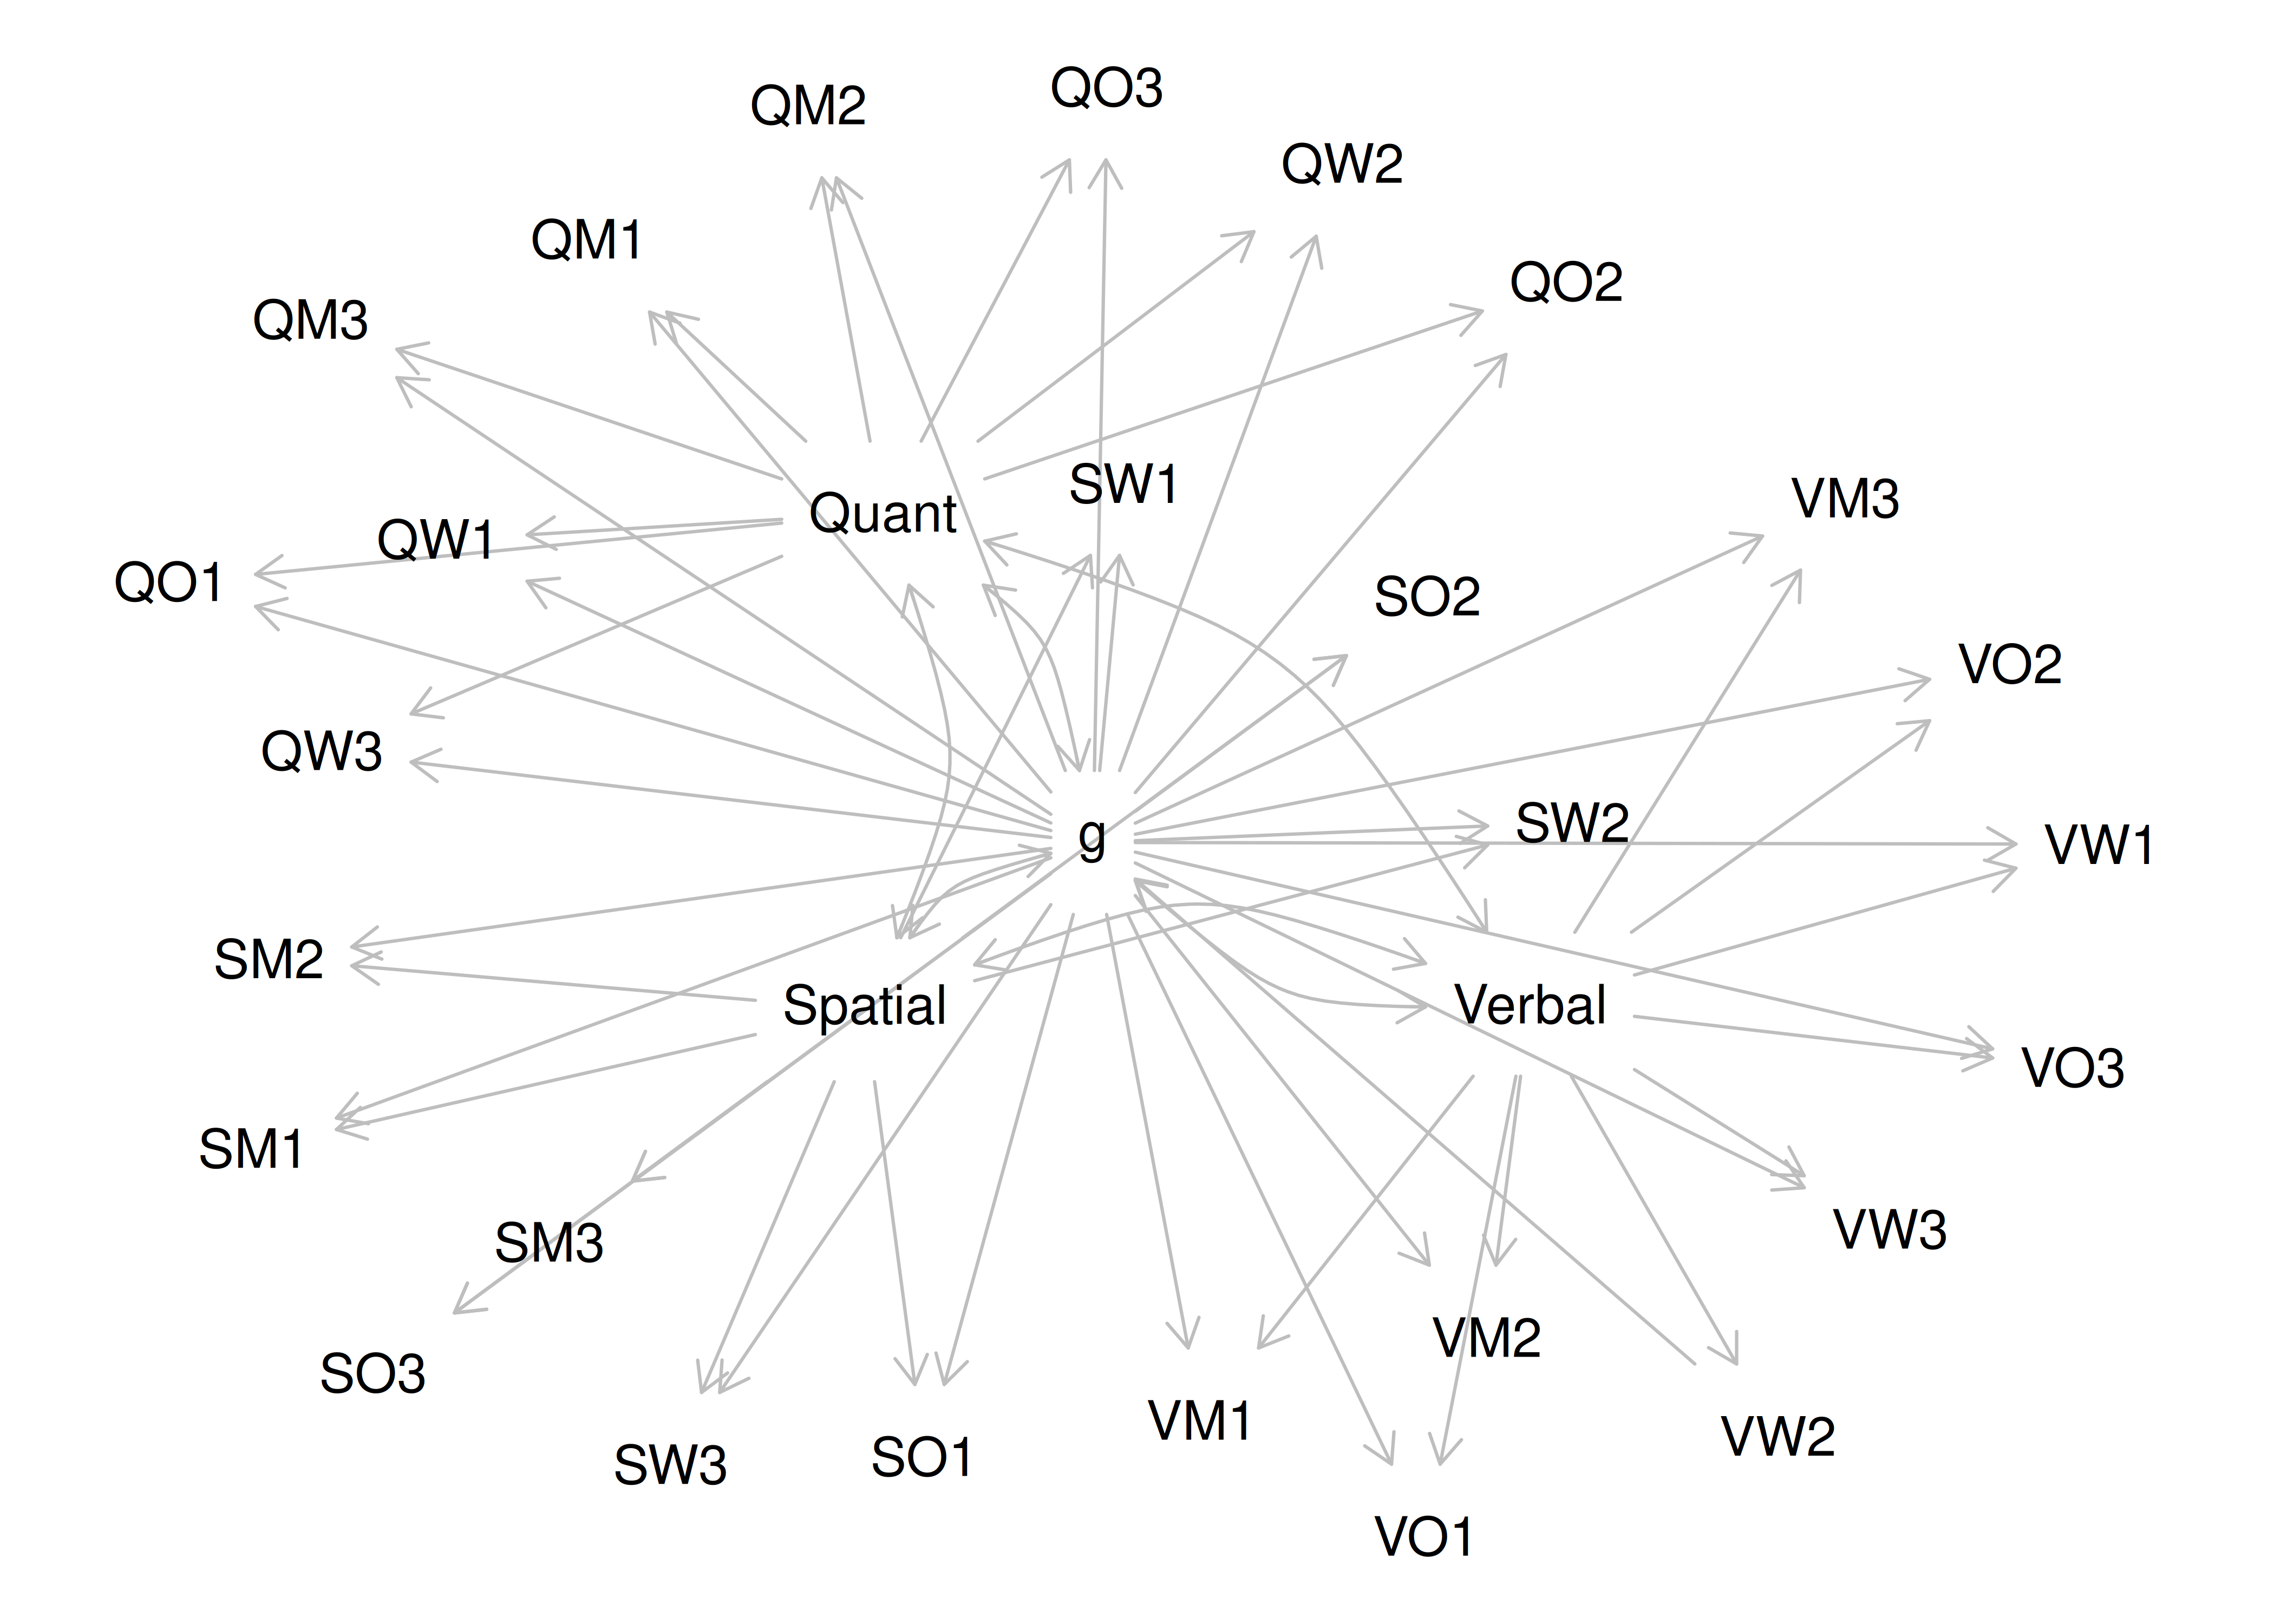 QO3
QM2
QW2
QM1
QO2
QM3
SW1
VM3
Quant
QW1
QO1
SO2
VO2
QW3
SW2
g
VW1
SM2
Spatial
Verbal
VO3
SM1
VW3
SM3
VM2
SO3
VM1
VW2
SO1
SW3
VO1